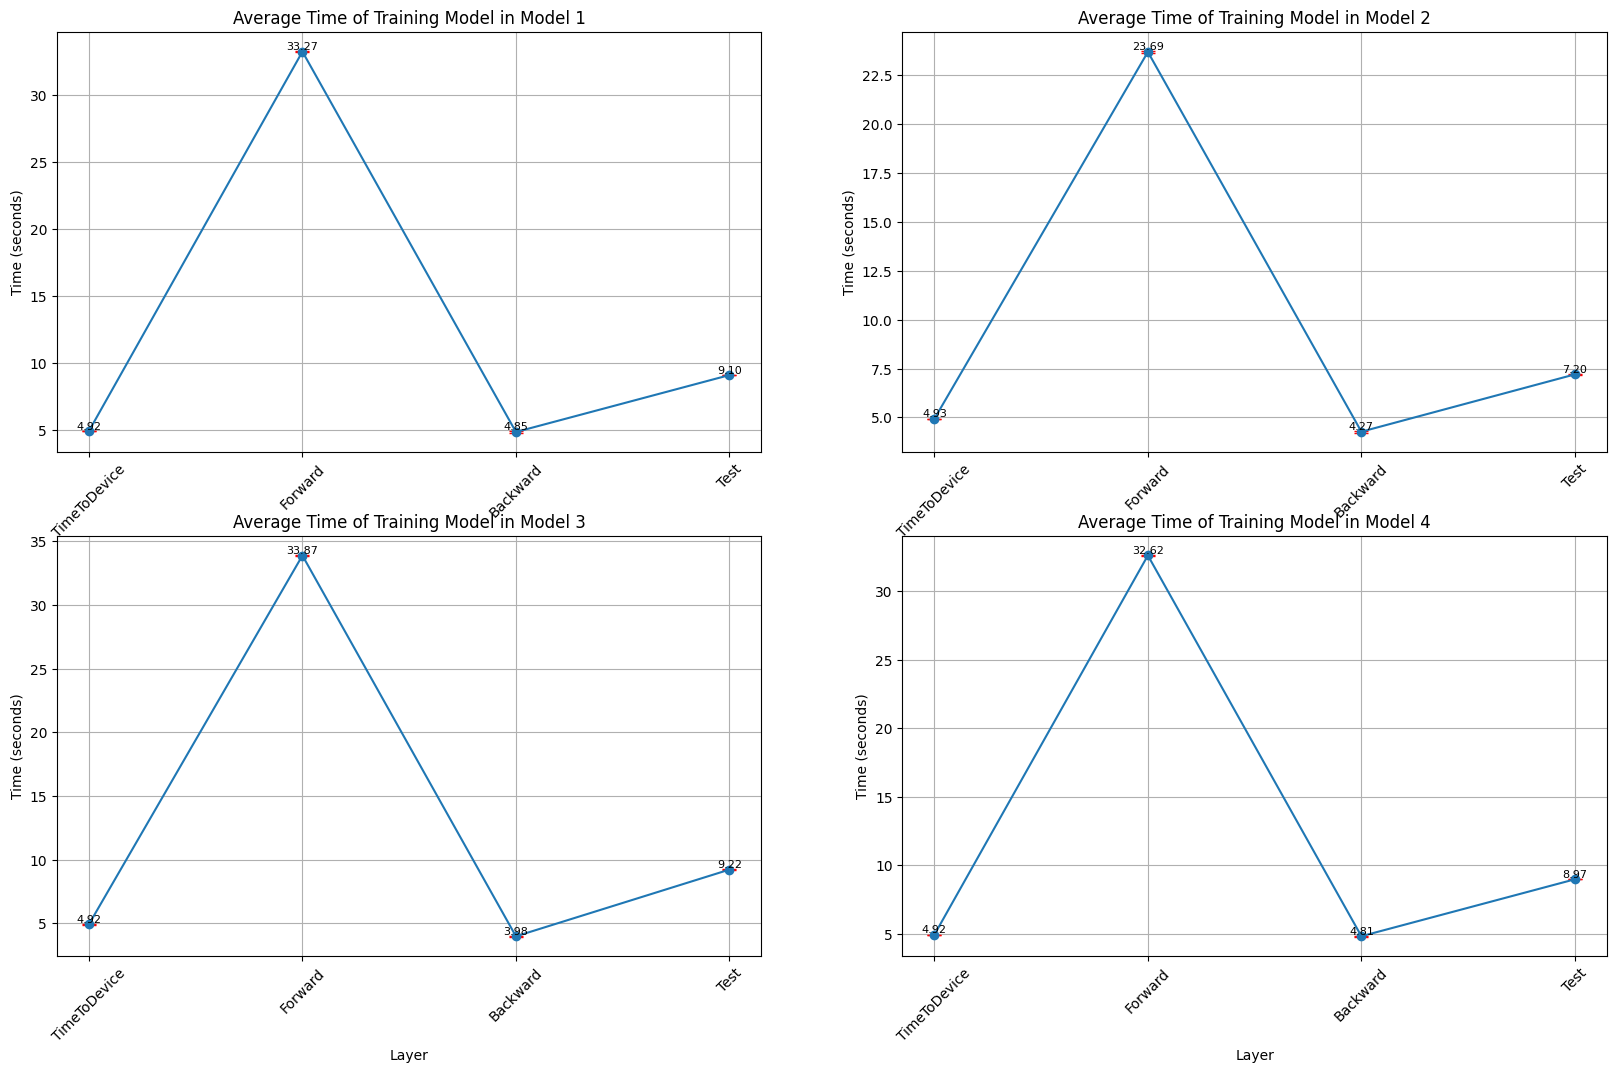 Average Time of Training Model in Model 1
Time (seconds)
30
25
20
15
10
5
33.27
4.92
4.85
9.10
TimeToDevice
Forward
Backward
Test
Average Time of Training Model in Model 2
Time (seconds)
22.5
20.0
17.5
15.0
12.5
10.0
7.5
5.0
23.69
4.93
4.27
7.20
TimeToDevice
Forward
Backward
Test
Average Time of Training Model in Model 3
Time (seconds)
35
30
25
20
15
10
5
33.87
4.92
3.98
9.22
TimeToDevice
Forward
Backward
Test
Layer
Average Time of Training Model in Model 4
Time (seconds)
30
25
20
15
10
5
32.62
4.92
4.81
8.97
TimeToDevice
Forward
Backward
Test
Layer